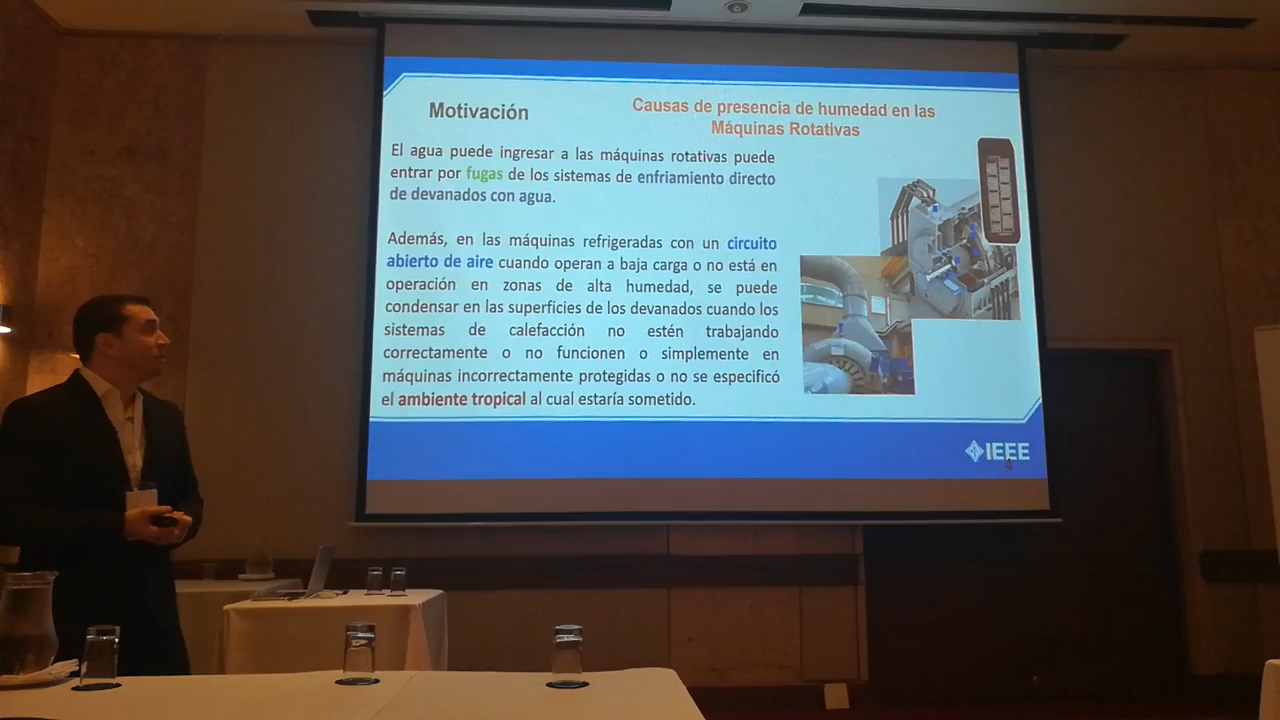 Motivación
Causas de presencia de humedad en las
Máquinas Rotativas
El agua puede ingresar a las máquinas rotativas puede
entrar por fugas de los sistemas de enfriamiento directo
de devanados con agua.
Además, en las máquinas refrigeradas con un circuito
abierto de aire cuando operan a baja carga o no está en
operación en zonas de alta humedad, se puede
condensar en las superficies de los devanados cuando los
sistemas de calefacción no estén trabajando
correctamente o no funcionen o simplemente en
máquinas incorrectamente protegidas o no se especificó
el ambiente tropical al cual estaría sometido.
IEEE
4